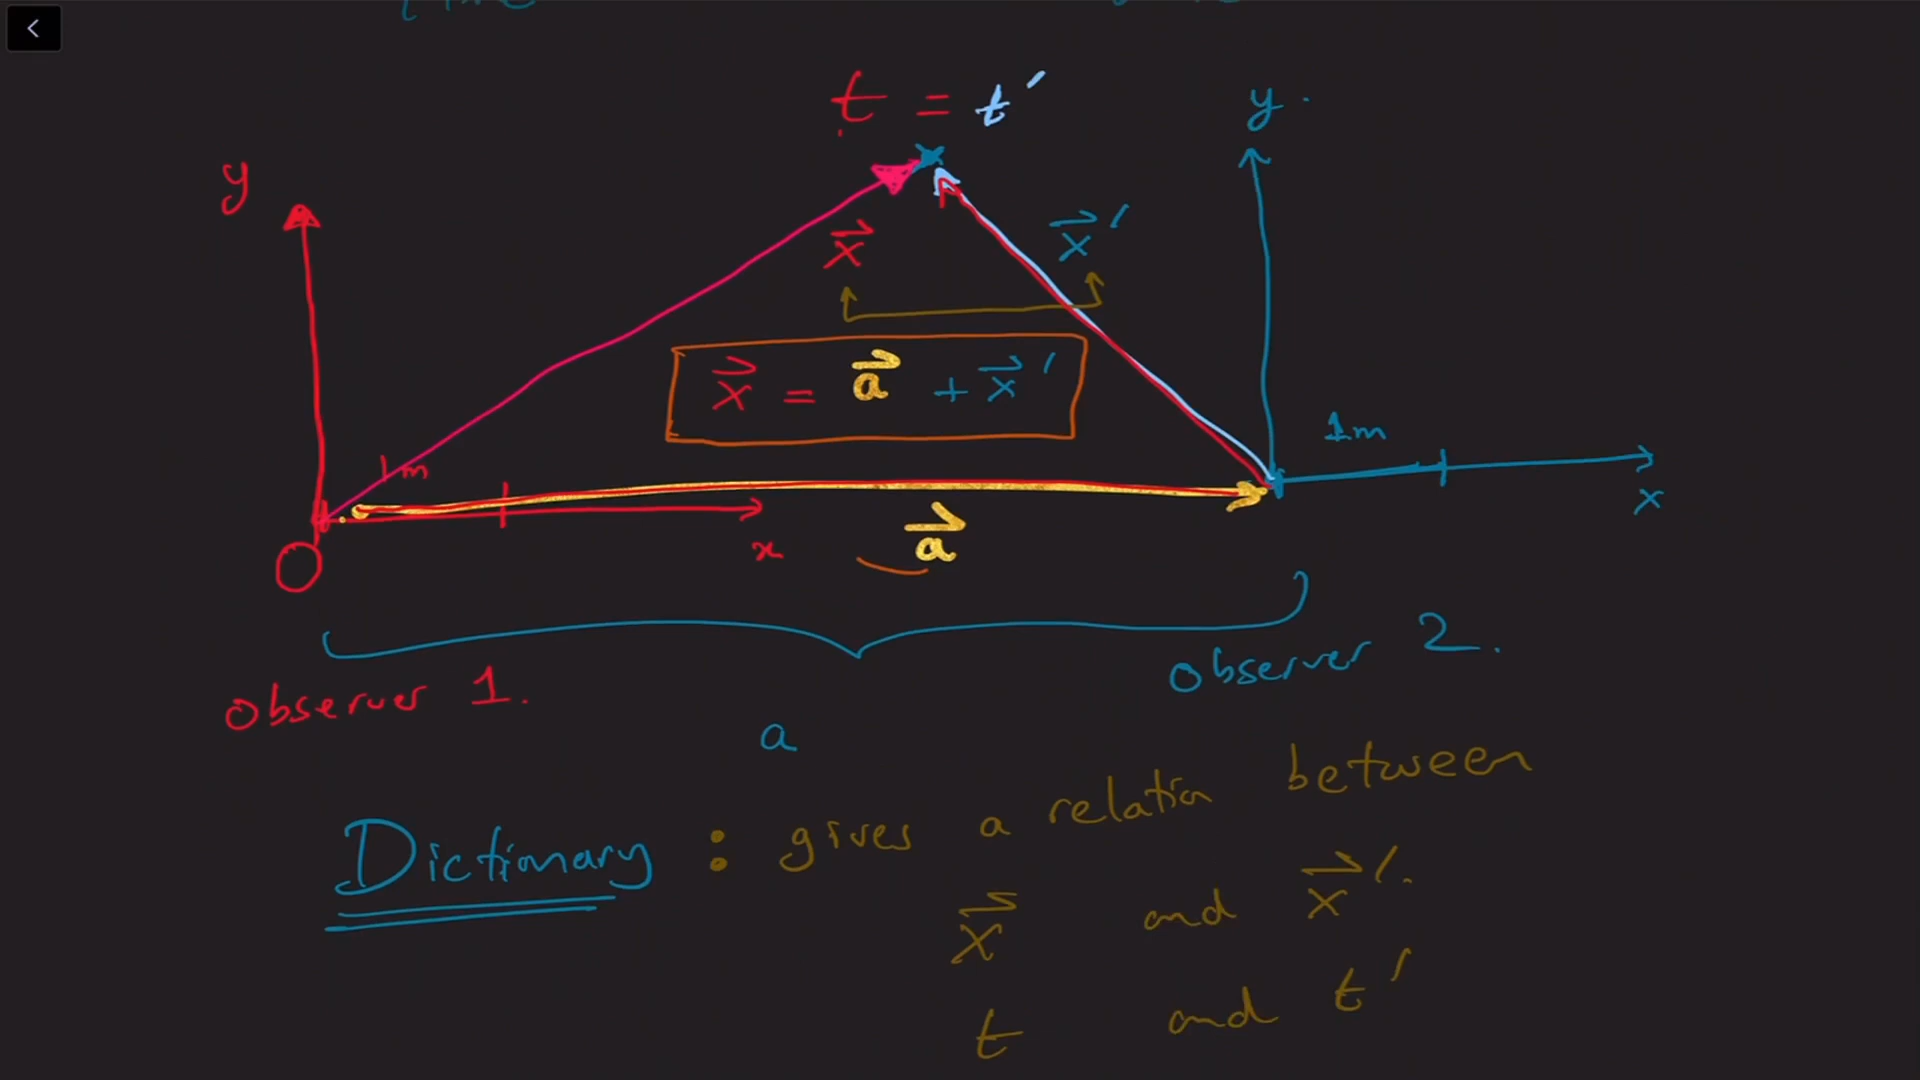 t = t′
y
y.
x⃗
x⃗′
x⃗ = a⃗ + x⃗′
1m
1m
x
a⃗
x
O
Observer 1.
Observer 2.
a
Dictionary : gives a relation between
x⃗ and x⃗′.
t and t′